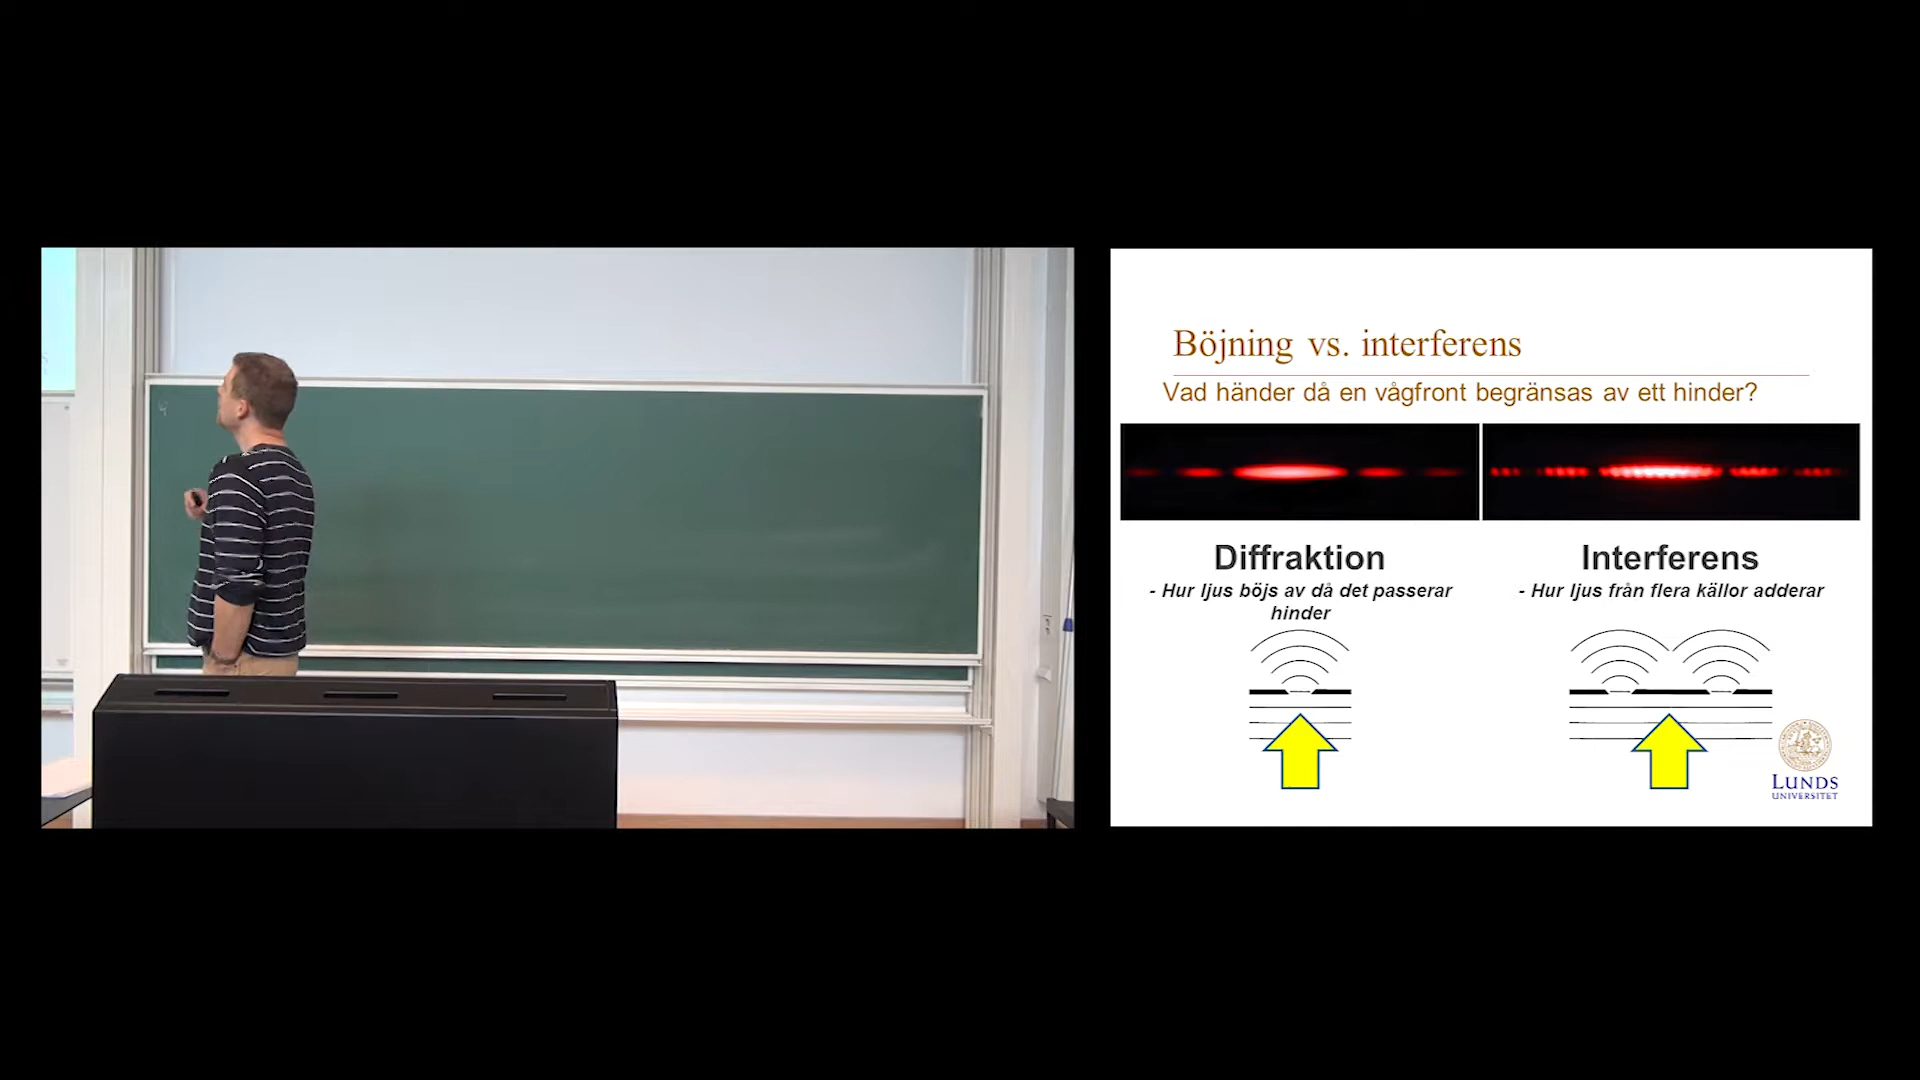 Böjning vs. interferens
Vad händer då en vågfront begränsas av ett hinder?
Diffraktion
- Hur ljus böjs av då det passerar
hinder
Interferens
- Hur ljus från flera källor adderar
LUNDS
UNIVERSITET